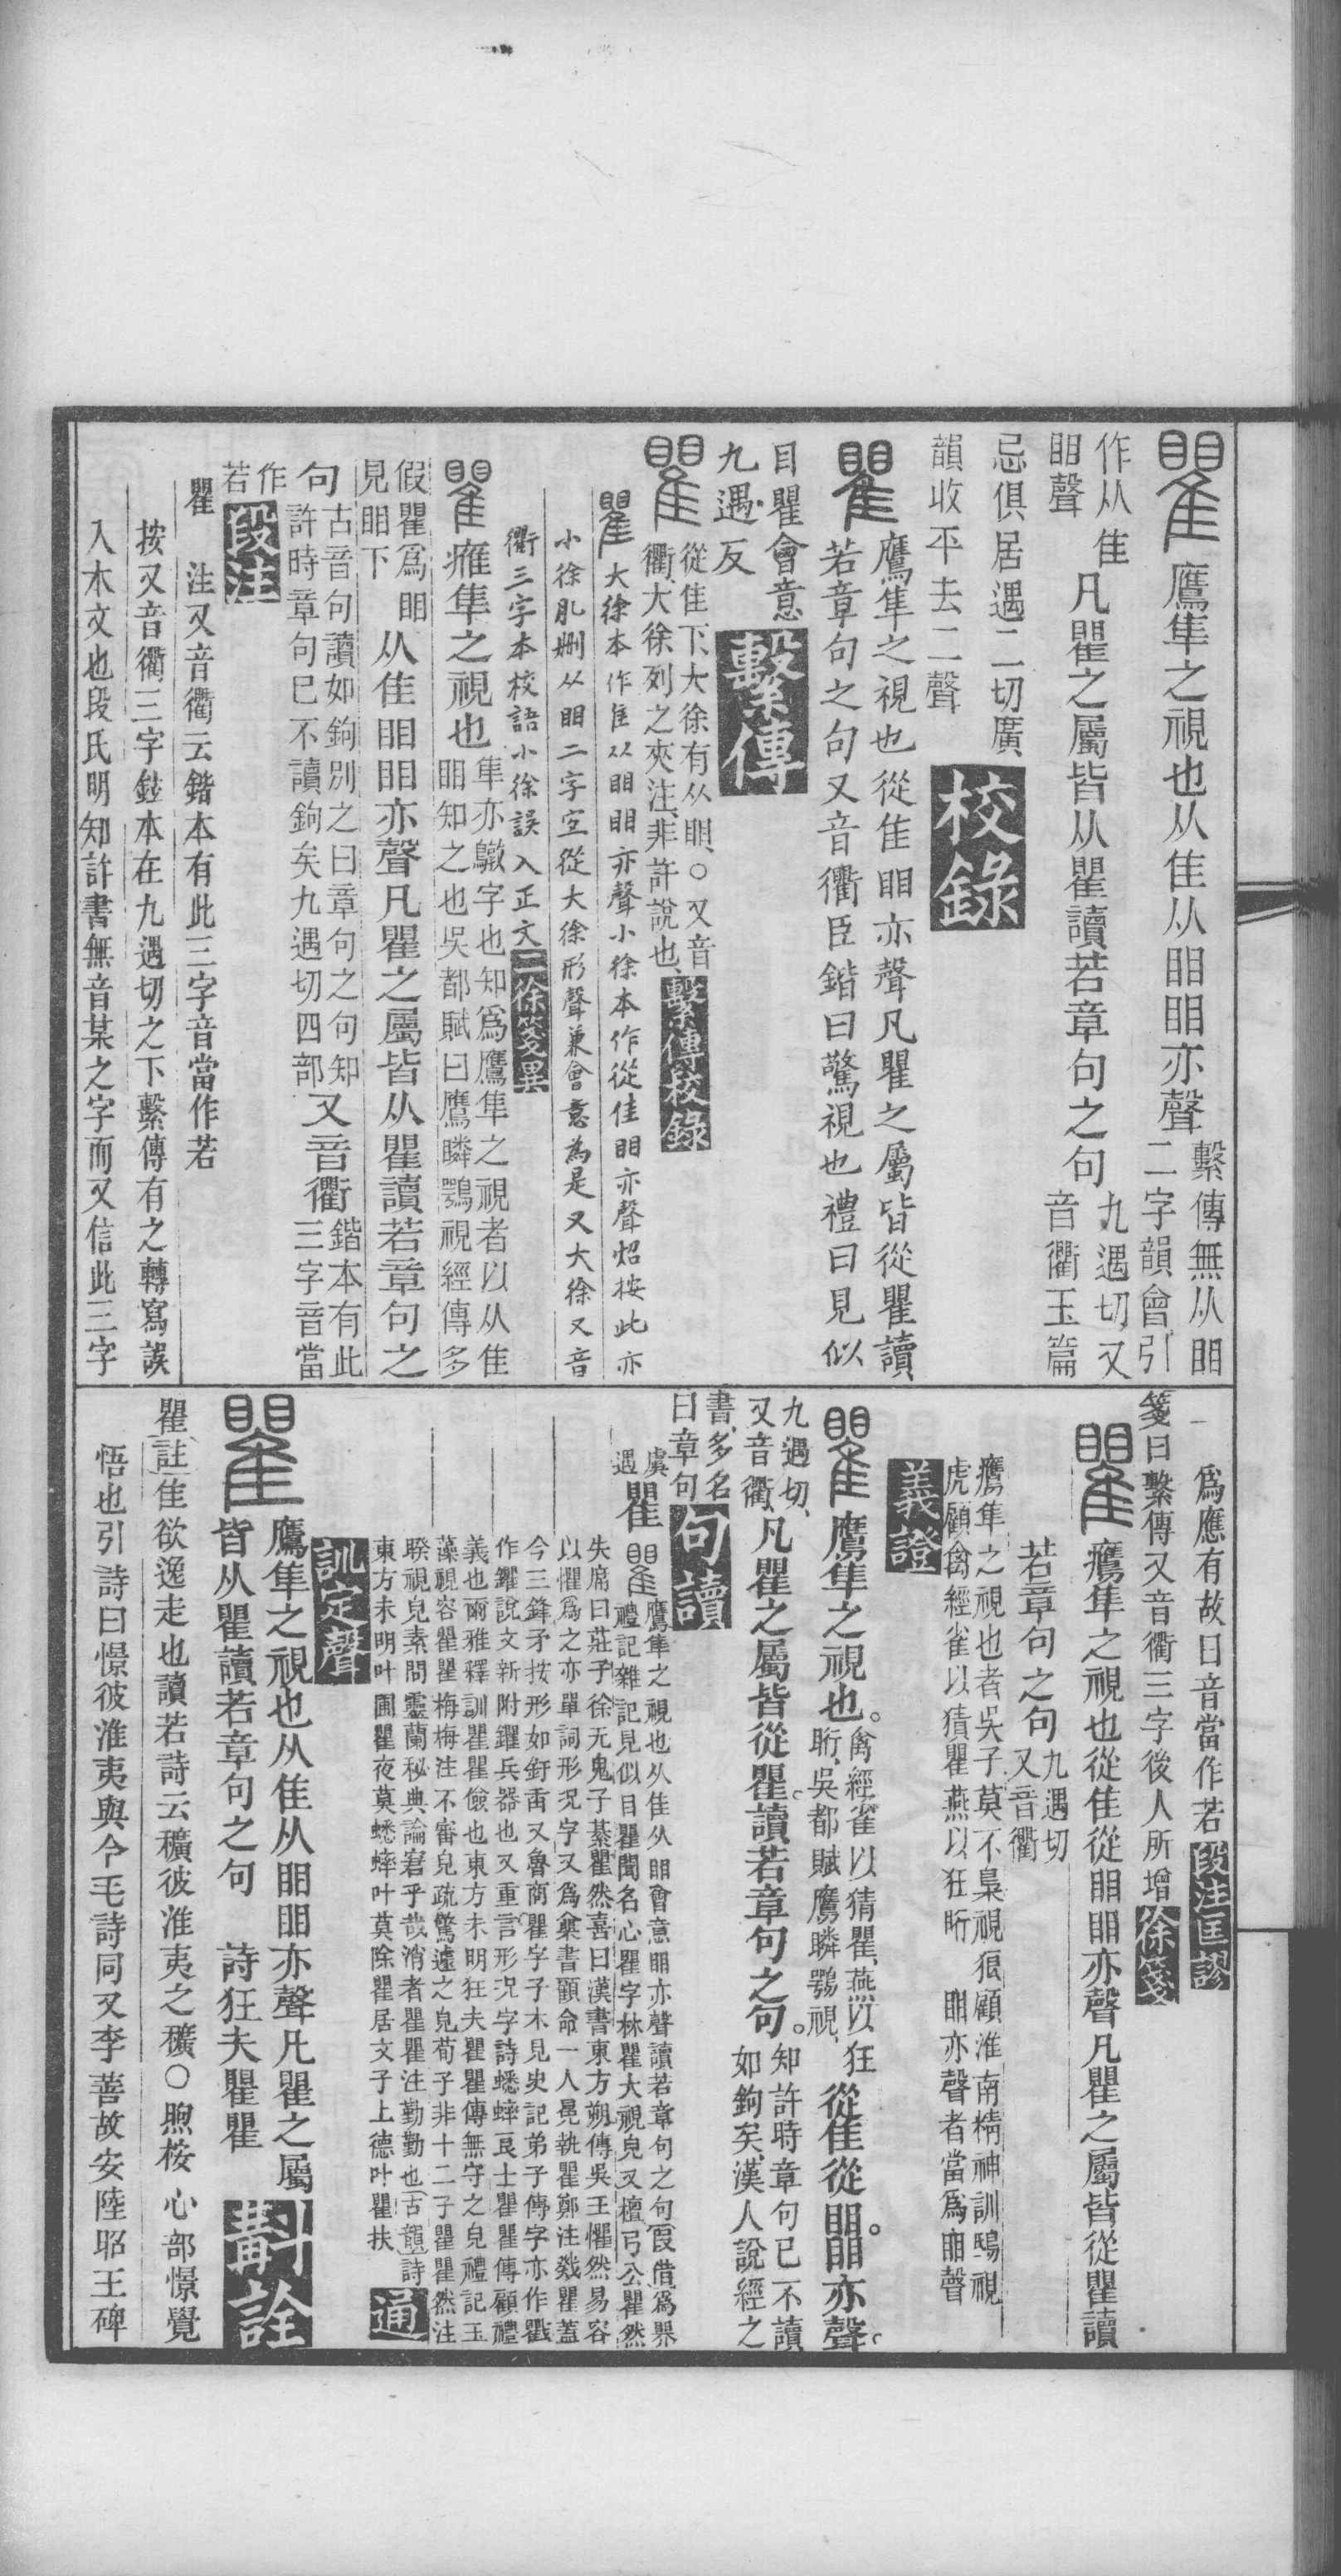 鷹隼之視也从隹从䀠䀠亦聲繫傳無从䀠
二字韻會引
作从隹
䀠聲凡瞿之屬皆从瞿讀若章句之句九遇切又
音衢玉篇
忌俱居遇二切廣
韻收平去二聲校錄
鷹隼之視也從隹䀠亦聲凡瞿之屬皆從瞿讀
若章句之句又音衢臣鍇曰驚視也禮曰見似
目瞿會意
九遇反繫傳
從隹下大徐有从䀠○又音
衢大徐列之夾注非許說也繫傳校錄
瞿大徐本作隹从䀠䀠亦聲小徐本作從隹䀠亦聲炤按此亦
小徐肊刪从䀠二字宐從大徐形聲兼會意為是又大徐又音
衢三字本校語小徐誤入正文二徐箋異
雁隼之視也隼亦鷻字也知爲鷹隼之視者以从隹
䀠知之也吳都賦曰鷹瞵鶚視經傳多
假瞿爲䀠
見䀠下从隹䀠䀠亦聲凡瞿之屬皆从瞿讀若章句之
句古音句讀如鉤別之曰章句之句知
許時章句已不讀鉤矣九遇切四部又音衢鍇本有此
三字音當
作
若段注
瞿　注又音衢云鍇本有此三字音當作若
按又音衢三字鉉本在九遇切之下繫傳有之轉寫誤
入本文也段氏明知許書無音某之字而又信此三字
爲應有故曰音當作若段注匡謬
箋曰繫傳又音衢三字後人所增徐箋
鷹隼之視也從隹從䀠䀠亦聲凡瞿之屬皆從瞿讀
若章句之句九遇切
又音衢
鷹隼之視也者吳子莫不梟視狼顧淮南精神訓鴟視
虎顧禽經雀以猜瞿燕以狂盺　䀠亦聲者當爲䀠聲
義證
鷹隼之視也。禽經雀以猜瞿、燕以狂
盺、吳都賦鷹瞵鶚視、從隹從䀠。䀠亦聲。
九遇切、
又音衢、凡瞿之屬皆從瞿。讀若章句之句。知許時章句已不讀
如鉤矣、漢人說經之
書、多名
曰章句句讀
虞
遇瞿鷹隼之視也从隹从䀠會意䀠亦聲讀若章句之句叚借爲界
禮記雜記見似目瞿聞名心瞿字林瞿大視皃又檀弓公瞿然
失席曰莊子徐无鬼子綦瞿然喜曰漢書東方朔傳吳王懼然易容
以懼爲之亦單詞形況字又爲㦸書顧命一人冕執瞿鄭注㦸瞿蓋
今三鋒矛按形如釪𠧪又魯商瞿字子木見史記弟子傳字亦作戵
作鑺說文新附鑺兵器也又重言形況字詩蟋蟀良士瞿瞿傳顧禮
義也爾雅釋訓瞿瞿儉也東方未明狂夫瞿瞿傳無守之皃禮記玉
藻視容瞿瞿梅梅注不審皃疏驚遽之皃荀子非十二子瞿瞿然注
瞍視皃素問靈蘭秘典論窘乎哉消者瞿瞿注勤勤也古韻詩
東方未明叶圃瞿夜莫蟋蟀叶莫除瞿居文子上德叶瞿扶通
訓定聲
鷹隼之視也从隹从䀠䀠亦聲凡瞿之屬
皆从瞿讀若章句之句　詩狂夫瞿瞿斠詮
瞿註隹欲逸走也讀若詩云穬彼淮夷之穬○煦桉心部憬覺
悟也引詩曰憬彼淮夷與今毛詩同又李善故安陸昭王碑